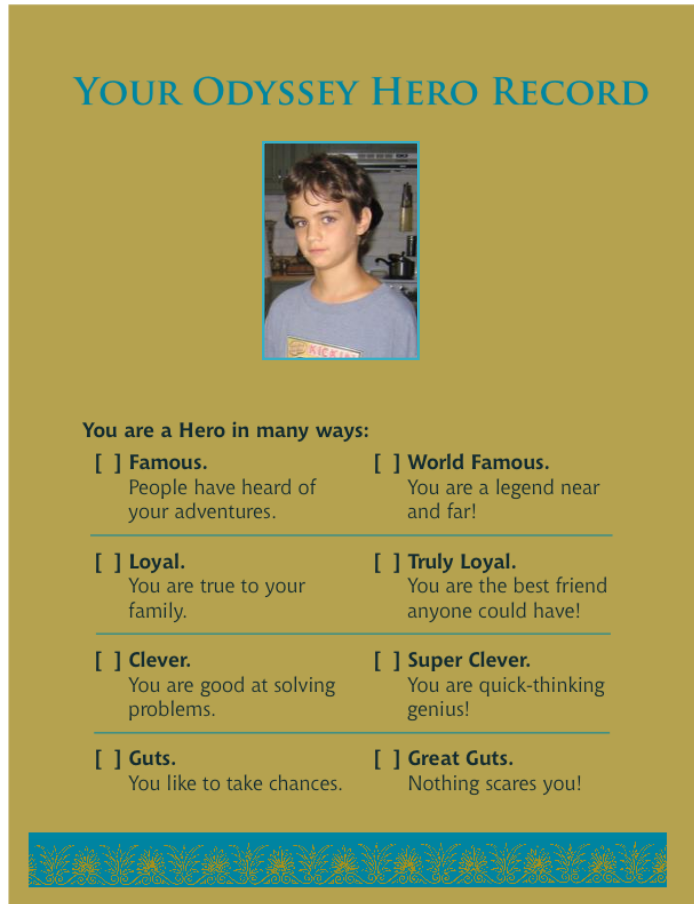 YOUR ODYSSEY HERO RECORD
KICKIN
You are a Hero in many ways:
[ ] Famous.
People have heard of
your adventures.
[ ] World Famous.
You are a legend near
and far!
[ ] Loyal.
You are true to your
family.
[ ] Truly Loyal.
You are the best friend
anyone could have!
[ ] Clever.
You are good at solving
problems.
[ ] Super Clever.
You are quick-thinking
genius!
[ ] Guts.
You like to take chances.
[ ] Great Guts.
Nothing scares you!